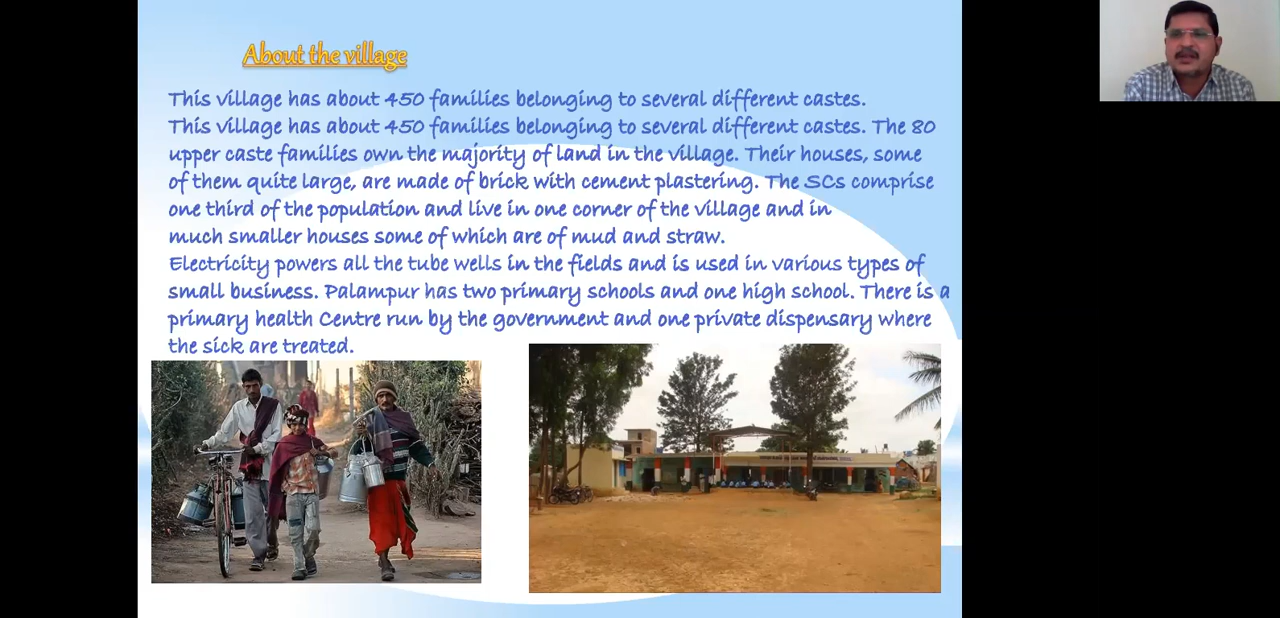 About the village
This village has about 450 families belonging to several different castes.
This village has about 450 families belonging to several different castes. The 80
upper caste families own the majority of land in the village. Their houses, some
of them quite large, are made of brick with cement plastering. The SCs comprise
one third of the population and live in one corner of the village and in
much smaller houses some of which are of mud and straw.
Electricity powers all the tube wells in the fields and is used in various types of
small business. Palampur has two primary schools and one high school. There is a
primary health Centre run by the government and one private dispensary where
the sick are treated.